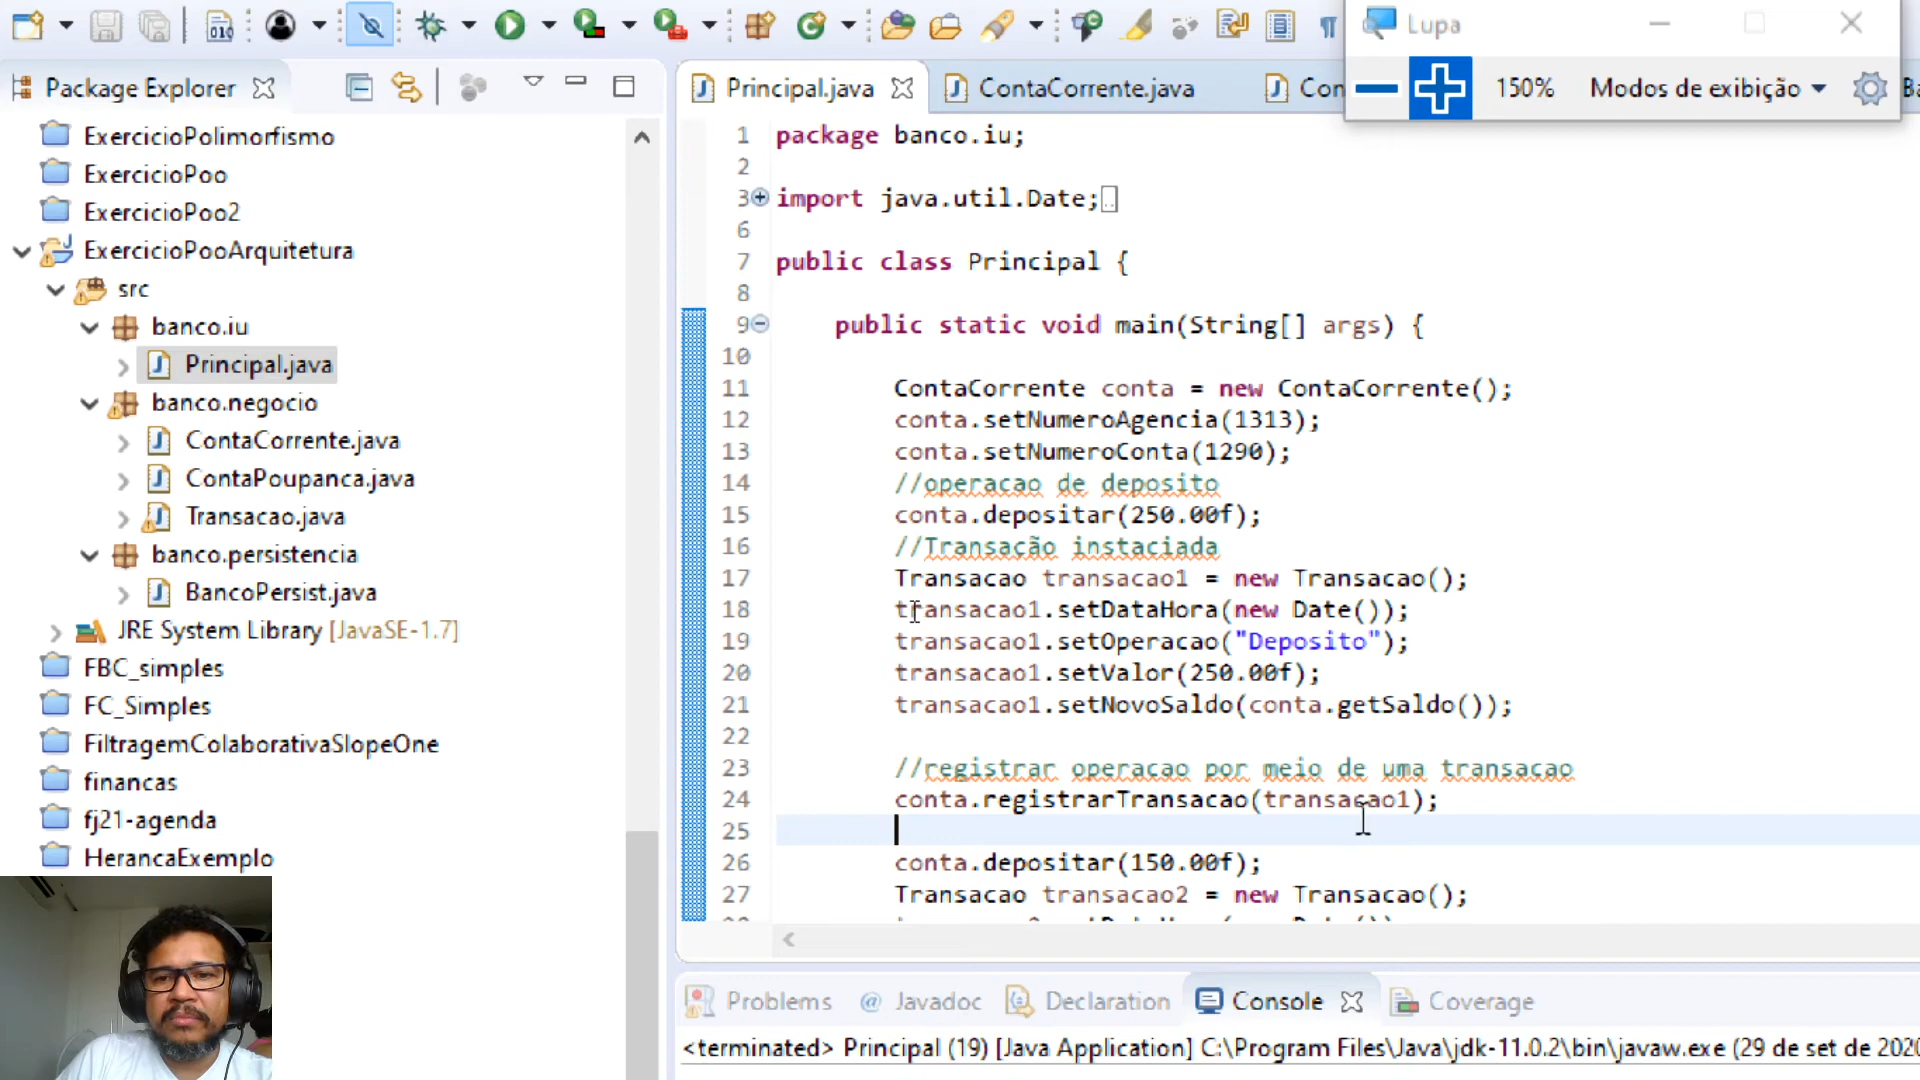 010
Lupa
150%
Modos de exibição
Package Explorer
ExercicioPolimorfismo
ExercicioPoo
ExercicioPoo2
ExercicioPooArquitetura
src
banco.iu
Principal.java
banco.negocio
ContaCorrente.java
ContaPoupanca.java
Transacao.java
banco.persistencia
BancoPersist.java
JRE System Library [JavaSE-1.7]
FBC_simples
FC_Simples
FiltragemColaborativaSlopeOne
financas
fj21-agenda
HerancaExemplo
Principal.java
ContaCorrente.java
Con
1 package banco.iu;
2
3 import java.util.Date;
6
7 public class Principal {
8
9 public static void main(String[] args) {
10
11 ContaCorrente conta = new ContaCorrente();
12 conta.setNumeroAgencia(1313);
13 conta.setNumeroConta(1290);
14 //operacao de deposito
15 conta.depositar(250.00f);
16 //Transação instaciada
17 Transacao transacao1 = new Transacao();
18 transacao1.setDataHora(new Date());
19 transacao1.setOperacao("Deposito");
20 transacao1.setValor(250.00f);
21 transacao1.setNovoSaldo(conta.getSaldo());
22
23 //registrar operacao por meio de uma transacao
24 conta.registrarTransacao(transacao1);
25
26 conta.depositar(150.00f);
27 Transacao transacao2 = new Transacao();
Problems
Javadoc
Declaration
Console
Coverage
<terminated> Principal (19) [Java Application] C:\Program Files\Java\jdk-11.0.2\bin\javaw.exe (29 de set de 2020